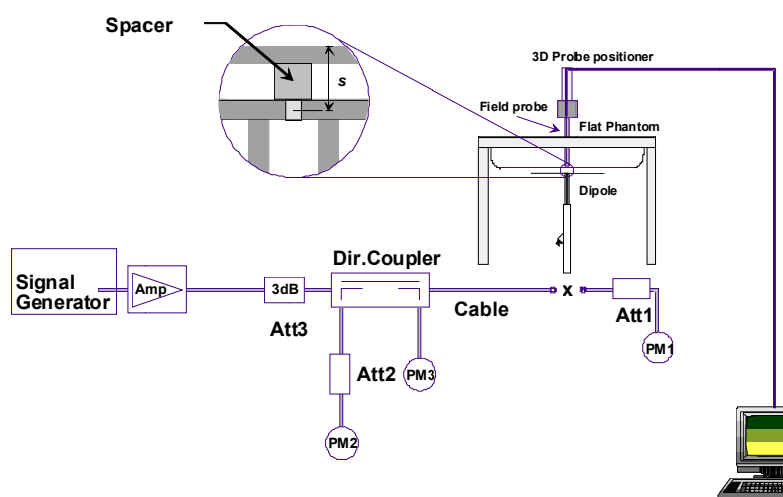 Spacer
s
3D Probe positioner
Field probe
Flat Phantom
Dipole
Dir.Coupler
Signal
Generator
Amp
3dB
Cable
x
Att3
Att1
PM1
Att2
PM3
PM2